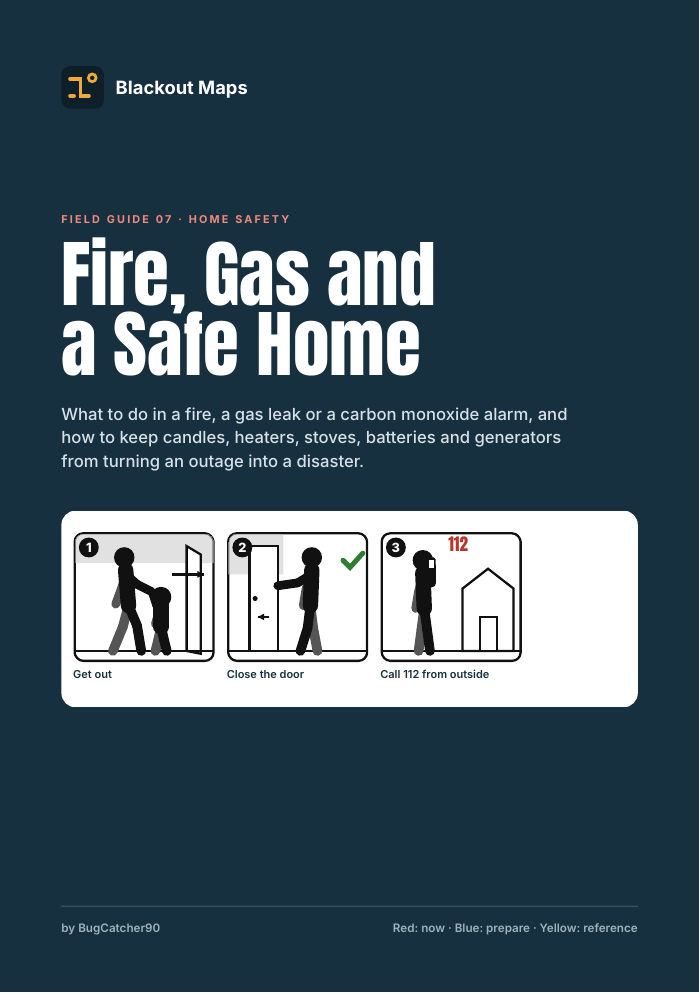 Blackout Maps
FIELD GUIDE 07 · HOME SAFETY
Fire, Gas and
a Safe Home
What to do in a fire, a gas leak or a carbon monoxide alarm, and
how to keep candles, heaters, stoves, batteries and generators
from turning an outage into a disaster.
1
Get out
2
Close the door
3
112
Call 112 from outside
by BugCatcher90
Red: now · Blue: prepare · Yellow: reference